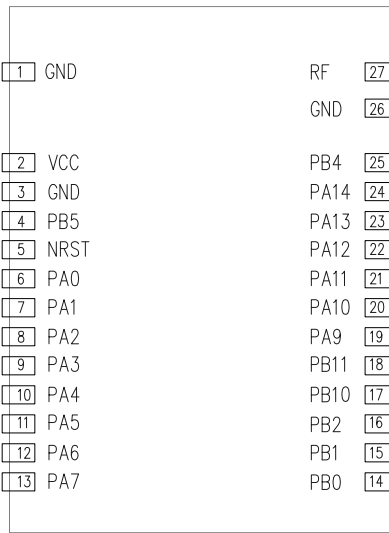 1 GND RF 27
GND 26
2 VCC PB4 25
3 GND PA14 24
4 PB5 PA13 23
5 NRST PA12 22
6 PA0 PA11 21
7 PA1 PA10 20
8 PA2 PA9 19
9 PA3 PB11 18
10 PA4 PB10 17
11 PA5 PB2 16
12 PA6 PB1 15
13 PA7 PB0 14